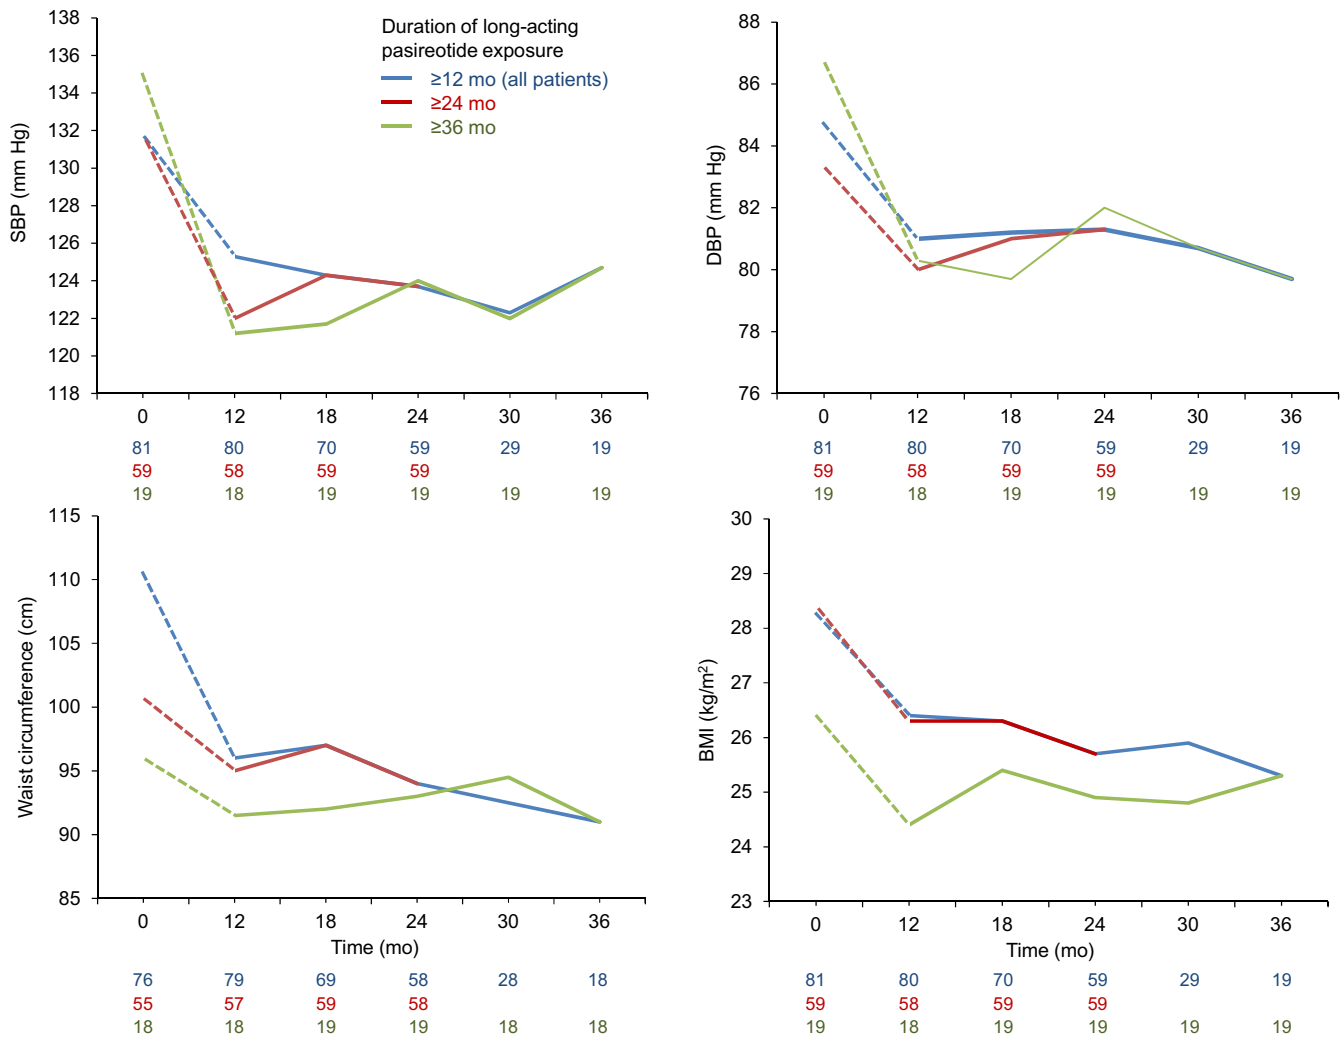 Duration of long-acting
pasireotide exposure
≥12 mo (all patients)
≥24 mo
≥36 mo
SBP (mm Hg)
138
136
134
132
130
128
126
124
122
120
118
0 12 18 24 30 36
81 80 70 59 29 19
59 58 59 59
19 18 19 19 19 19
DBP (mm Hg)
88
86
84
82
80
78
76
0 12 18 24 30 36
81 80 70 59 29 19
59 58 59 59
19 18 19 19 19 19
Waist circumference (cm)
115
110
105
100
95
90
85
0 12 18 24 30 36
Time (mo)
76 79 69 58 28 18
55 57 59 58
18 18 19 19 18 18
BMI (kg/m²)
30
29
28
27
26
25
24
23
0 12 18 24 30 36
Time (mo)
81 80 70 59 29 19
59 58 59 59
19 18 19 19 19 19